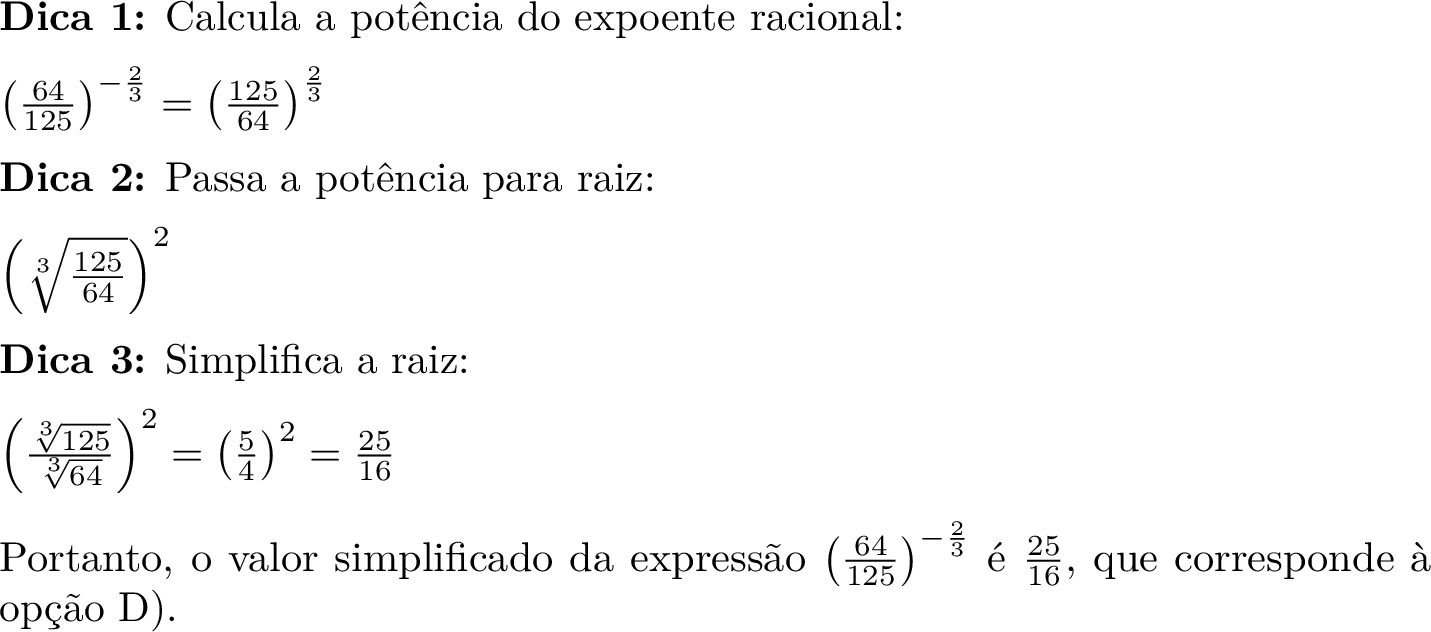 Dica 1: Calcula a potência do expoente racional:
$\left(\frac{64}{125}\right)^{-\frac{2}{3}} = \left(\frac{125}{64}\right)^{\frac{2}{3}}$
Dica 2: Passa a potência para raiz:
$\left(\sqrt[3]{\frac{125}{64}}\right)^2$
Dica 3: Simplifica a raiz:
$\left(\frac{\sqrt[3]{125}}{\sqrt[3]{64}}\right)^2 = \left(\frac{5}{4}\right)^2 = \frac{25}{16}$
Portanto, o valor simplificado da expressão $\left(\frac{64}{125}\right)^{-\frac{2}{3}}$ é $\frac{25}{16}$, que corresponde à
opção D).